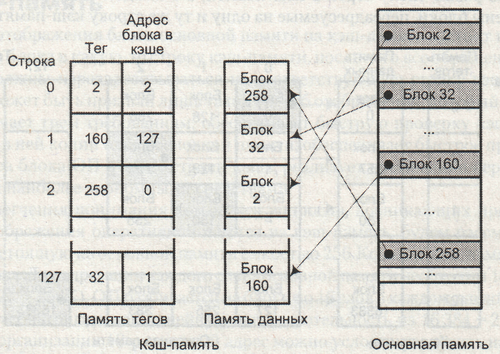 Строка Тег Адрес блока в кэше
0 2 2
1 160 127
2 258 0
... ...
127 32 1
Память тегов
Блок 258
Блок 32
Блок 2
...
Блок 160
Память данных
Кэш-память
Блок 2
...
Блок 32
...
Блок 160
...
Блок 258
...
Основная память